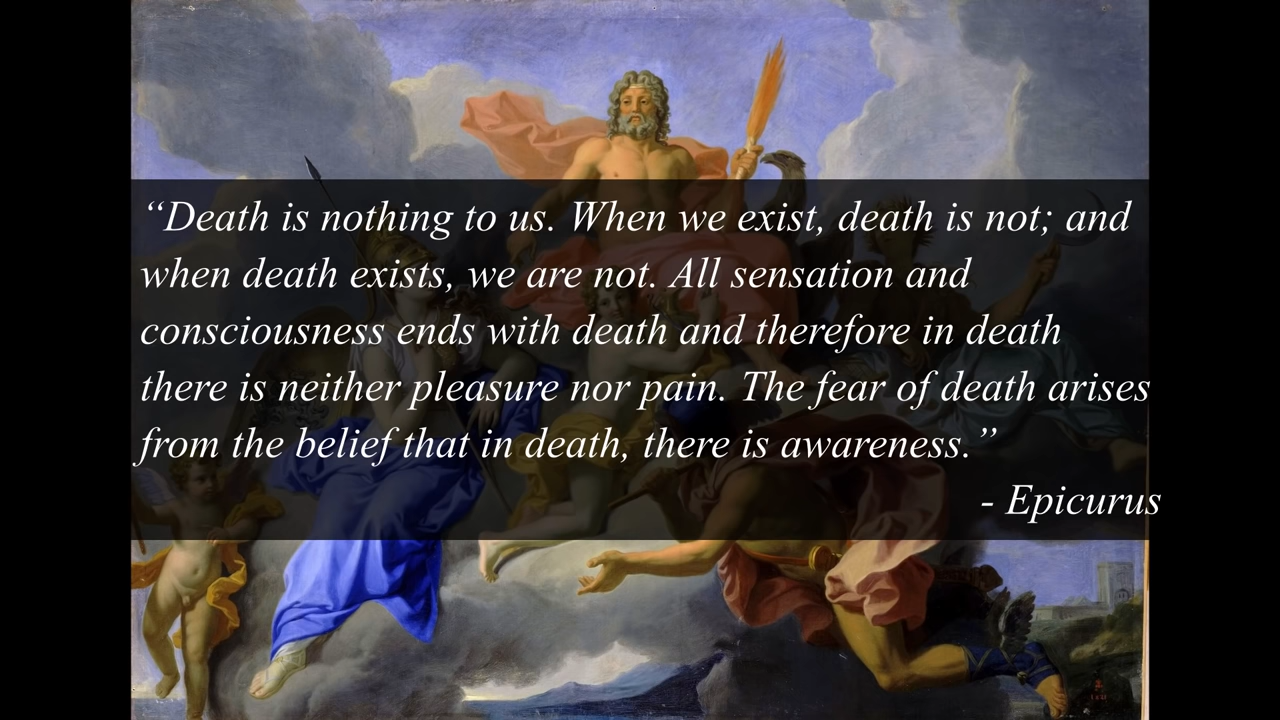 “Death is nothing to us. When we exist, death is not; and
when death exists, we are not. All sensation and
consciousness ends with death and therefore in death
there is neither pleasure nor pain. The fear of death arises
from the belief that in death, there is awareness.”
- Epicurus